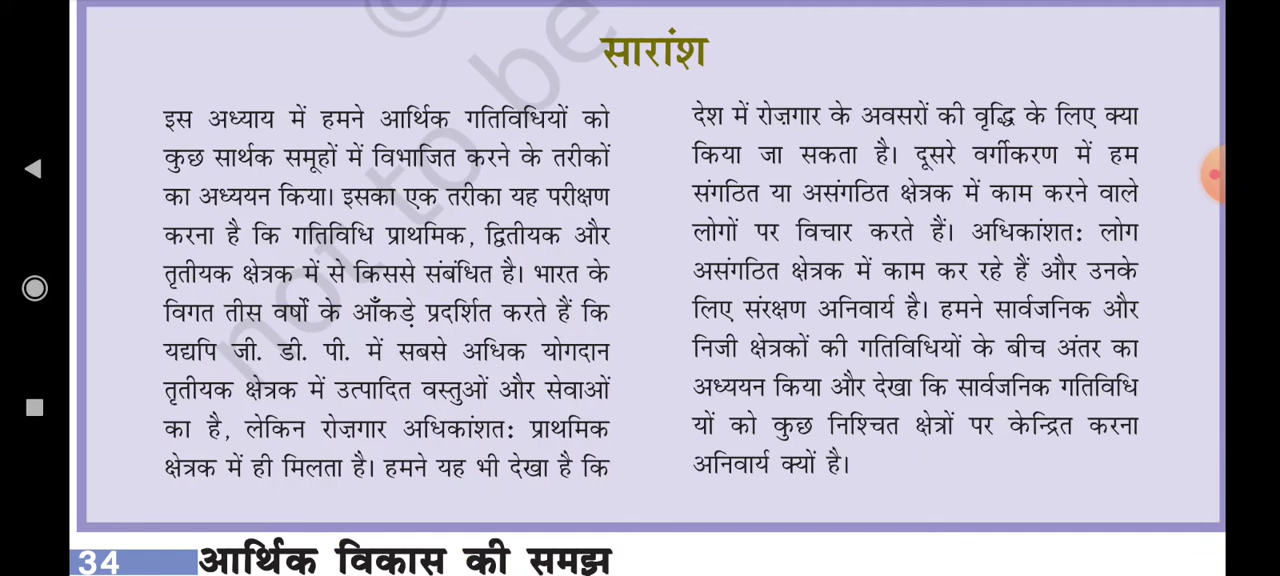 सारांश
इस अध्याय में हमने आर्थिक गतिविधियों को
कुछ सार्थक समूहों में विभाजित करने के तरीकों
का अध्ययन किया। इसका एक तरीका यह परीक्षण
करना है कि गतिविधि प्राथमिक, द्वितीयक और
तृतीयक क्षेत्रक में से किससे संबंधित है। भारत के
विगत तीस वर्षों के आँकड़े प्रदर्शित करते हैं कि
यद्यपि जी. डी. पी. में सबसे अधिक योगदान
तृतीयक क्षेत्रक में उत्पादित वस्तुओं और सेवाओं
का है, लेकिन रोज़गार अधिकांशत: प्राथमिक
क्षेत्रक में ही मिलता है। हमने यह भी देखा है कि
देश में रोज़गार के अवसरों की वृद्धि के लिए क्या
किया जा सकता है। दूसरे वर्गीकरण में हम
संगठित या असंगठित क्षेत्रक में काम करने वाले
लोगों पर विचार करते हैं। अधिकांशत: लोग
असंगठित क्षेत्रक में काम कर रहे हैं और उनके
लिए संरक्षण अनिवार्य है। हमने सार्वजनिक और
निजी क्षेत्रकों की गतिविधियों के बीच अंतर का
अध्ययन किया और देखा कि सार्वजनिक गतिविधि
यों को कुछ निश्चित क्षेत्रों पर केन्द्रित करना
अनिवार्य क्यों है।
34 आर्थिक विकास की समझ
© not to be